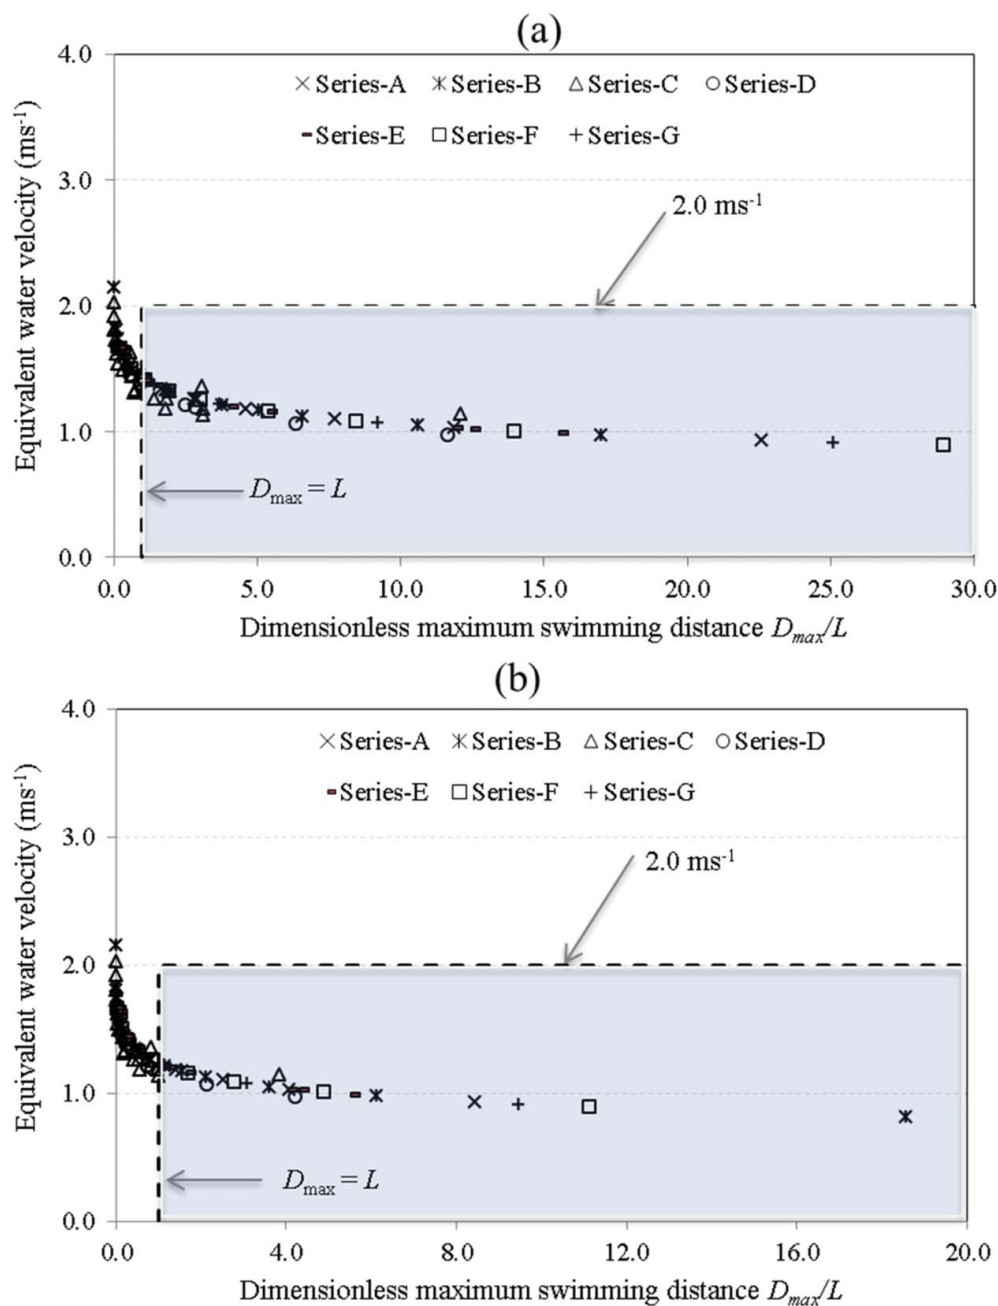 (a)
4.0
× Series-A ⚹ Series-B △ Series-C ○ Series-D
Series-E □ Series-F + Series-G
3.0
2.0 ms-1
2.0
1.0
Dmax = L
0.0
0.0 5.0 10.0 15.0 20.0 25.0 30.0
Equivalent water velocity (ms-1)
Dimensionless maximum swimming distance Dmax/L
(b)
4.0
× Series-A ⚹ Series-B △ Series-C ○ Series-D
Series-E □ Series-F + Series-G
3.0
2.0 ms-1
2.0
1.0
Dmax = L
0.0
0.0 4.0 8.0 12.0 16.0 20.0
Equivalent water velocity (ms-1)
Dimensionless maximum swimming distance Dmax/L